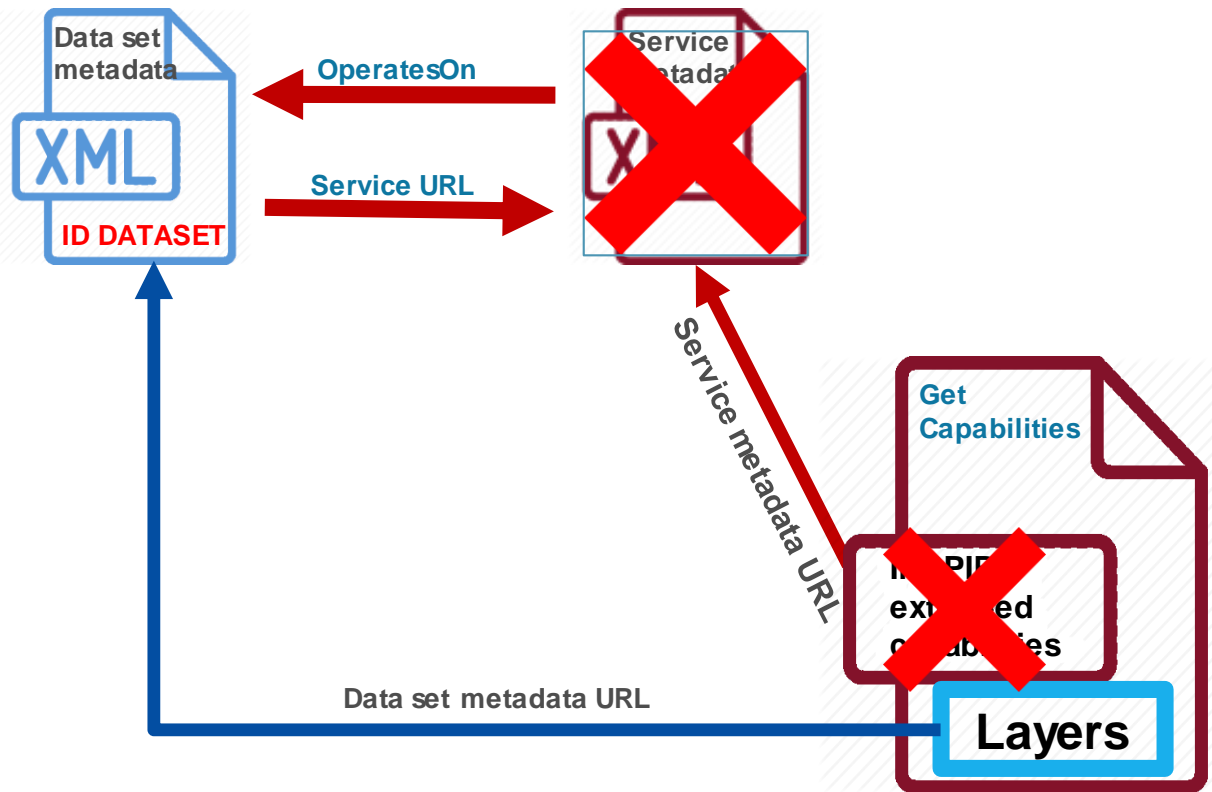 Data set
metadata
OperatesOn
Service
XML
Service URL
ID DATASET
Service metadata URL
Get
Capabilities
Data set metadata URL
Layers